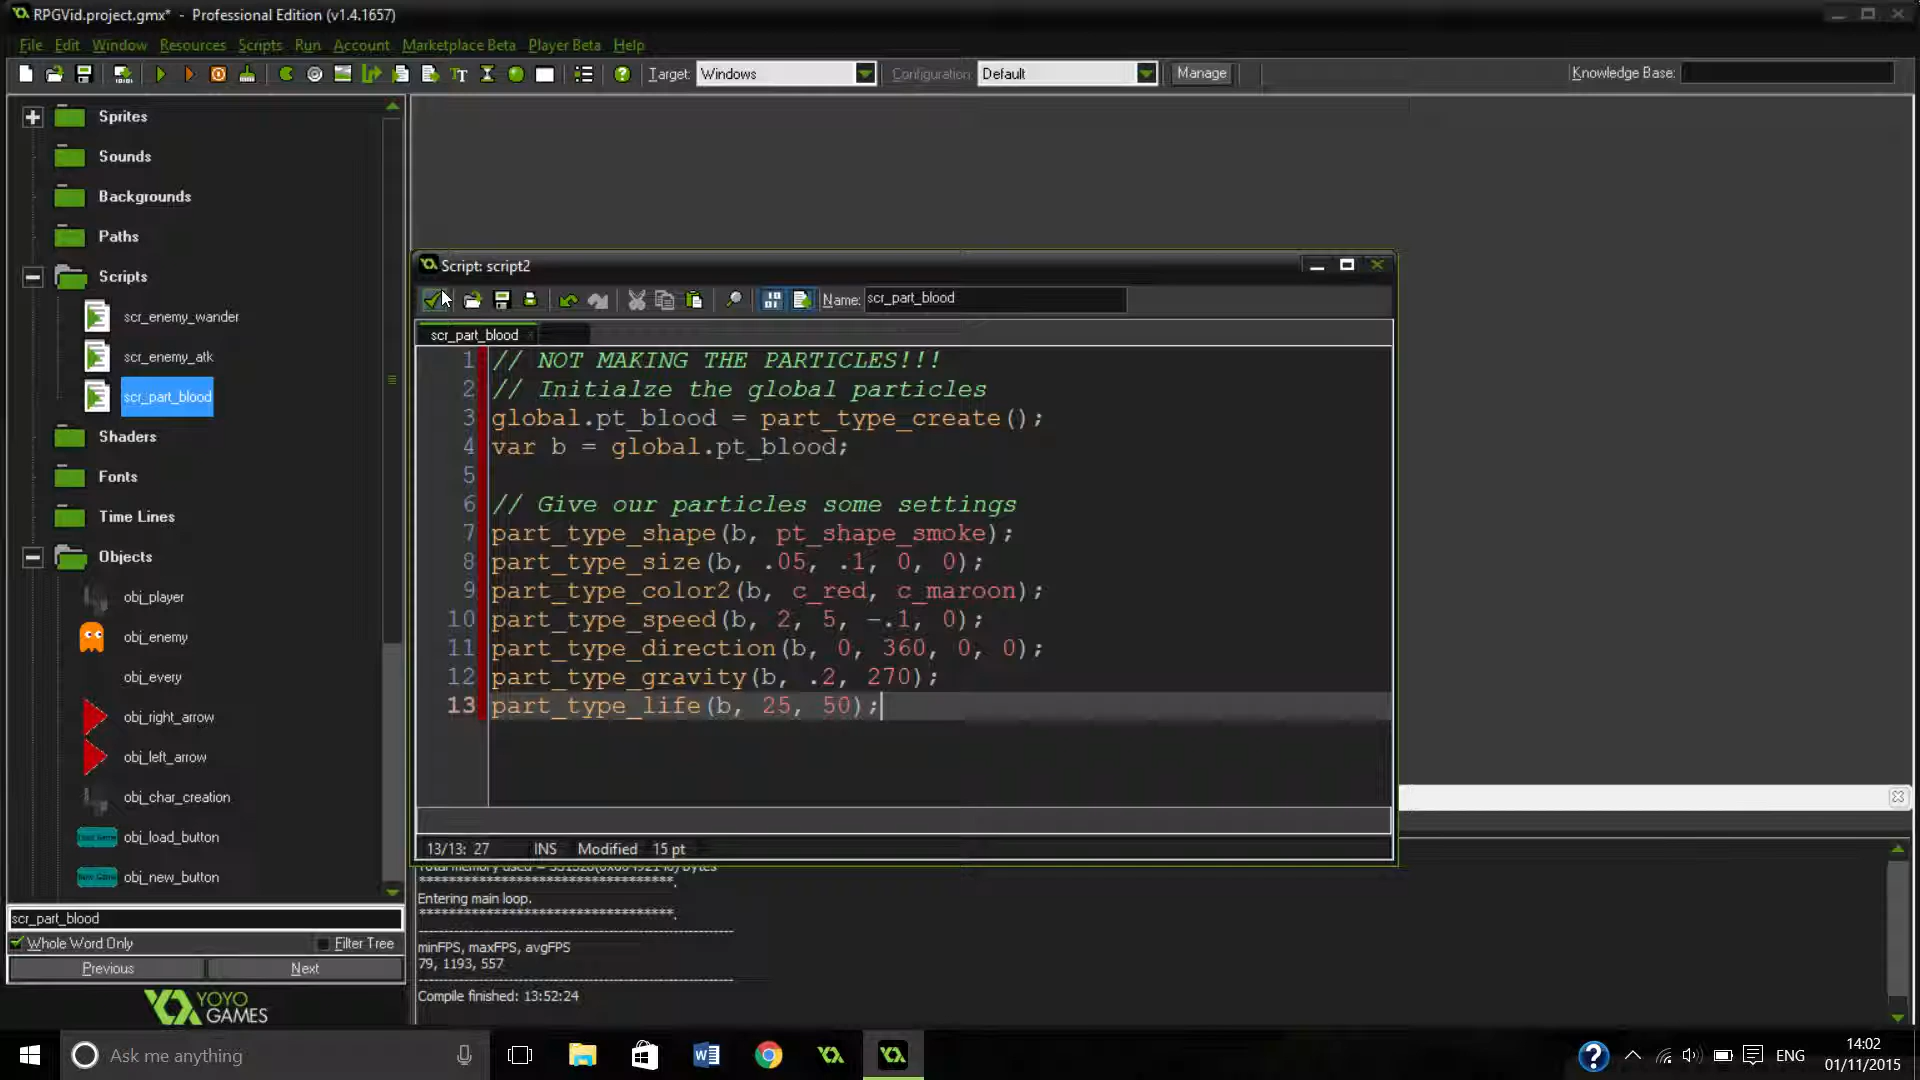 RPGVid.project.gmx* - Professional Edition (v1.4.1657)
File Edit Window Resources Scripts Run Account Marketplace Beta Player Beta Help
Target: Windows Configuration: Default Manage Knowledge Base:
Sprites
Sounds
Backgrounds
Paths
Scripts
scr_enemy_wander
scr_enemy_atk
scr_part_blood
Shaders
Fonts
Time Lines
Objects
obj_player
obj_enemy
obj_every
obj_right_arrow
obj_left_arrow
obj_char_creation
obj_load_button
obj_new_button
scr_part_blood
Whole Word Only Filter Tree
Previous Next
YOYO
GAMES
Script: script2
Name: scr_part_blood
scr_part_blood
1 // NOT MAKING THE PARTICLES!!!
2 // Initialze the global particles
3 global.pt_blood = part_type_create();
4 var b = global.pt_blood;
5
6 // Give our particles some settings
7 part_type_shape(b, pt_shape_smoke);
8 part_type_size(b, .05, .1, 0, 0);
9 part_type_color2(b, c_red, c_maroon);
10 part_type_speed(b, 2, 5, -.1, 0);
11 part_type_direction(b, 0, 360, 0, 0);
12 part_type_gravity(b, .2, 270);
13 part_type_life(b, 25, 50);
13/13: 27 INS Modified 15 pt
Entering main loop.
minFPS, maxFPS, avgFPS
79, 1193, 557
Compile finished: 13:52:24
Ask me anything
ENG
14:02
01/11/2015